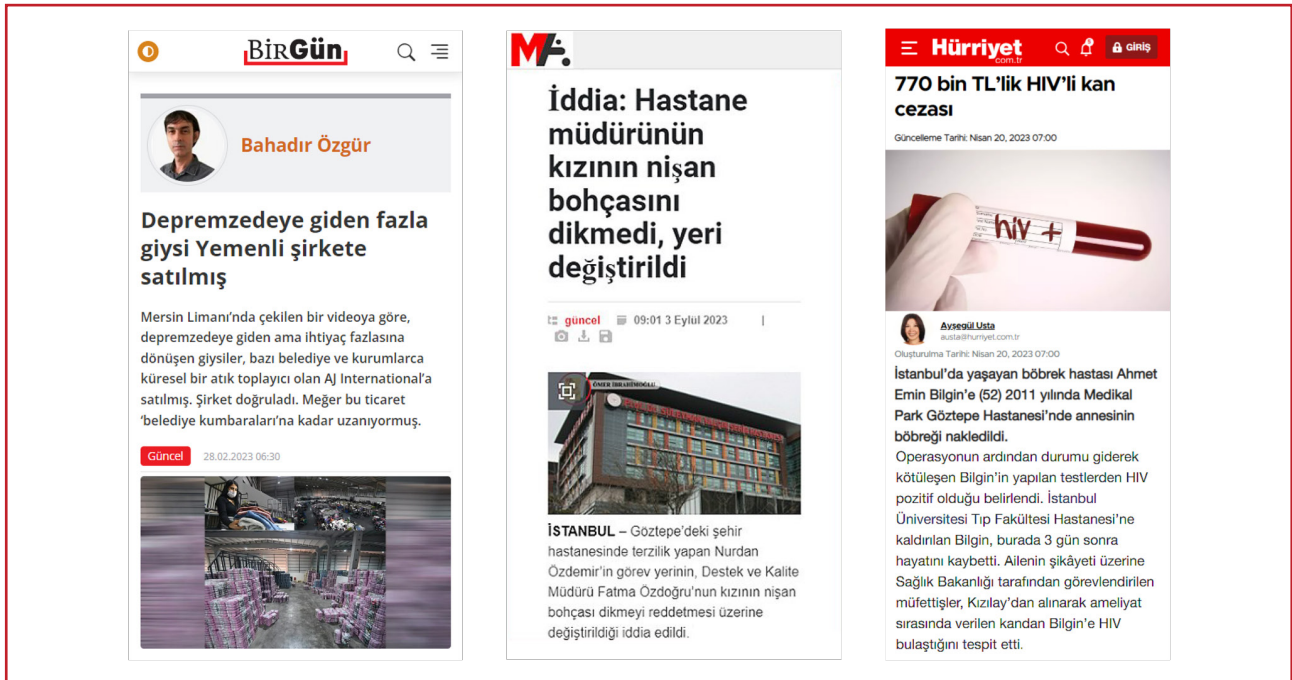 BirGün
Bahadır Özgür
Depremzedeye giden fazla
giysi Yemenli şirkete
satılmış
Mersin Limanı’nda çekilen bir videoya göre,
depremzedeye giden ama ihtiyaç fazlasına
dönüşen giysiler, bazı belediye ve kurumlarca
küresel bir atık toplayıcı olan AJ International’a
satılmış. Şirket doğruladı. Meğer bu ticaret
‘belediye kumbaraları’na kadar uzanıyormuş.
Güncel 28.02.2023 06:30
MA
İddia: Hastane
müdürünün
kızının nişan
bohçasını
dikmedi, yeri
değiştirildi
güncel 09:01 3 Eylül 2023 |
ÖMER İBRAHİMOĞLU
İSTANBUL – Göztepe’deki şehir
hastanesinde terzilik yapan Nurdan
Özdemir’in görev yerinin, Destek ve Kalite
Müdürü Fatma Özdoğru’nun kızının nişan
bohçası dikmeyi reddetmesi üzerine
değiştirildiği iddia edildi.
Hürriyet
com.tr
GİRİŞ
770 bin TL’lik HIV’li kan
cezası
Güncelleme Tarihi: Nisan 20, 2023 07:00
hiv +
Ayşegül Usta
austa@hurriyet.com.tr
Oluşturulma Tarihi: Nisan 20, 2023 07:00
İstanbul’da yaşayan böbrek hastası Ahmet
Emin Bilgin’e (52) 2011 yılında Medikal
Park Göztepe Hastanesi’nde annesinin
böbreği nakledildi.
Operasyonun ardından durumu giderek
kötüleşen Bilgin’in yapılan testlerden HIV
pozitif olduğu belirlendi. İstanbul
Üniversitesi Tıp Fakültesi Hastanesi’ne
kaldırılan Bilgin, burada 3 gün sonra
hayatını kaybetti. Ailenin şikâyeti üzerine
Sağlık Bakanlığı tarafından görevlendirilen
müfettişler, Kızılay’dan alınarak ameliyat
sırasında verilen kandan Bilgin’e HIV
bulaştığını tespit etti.